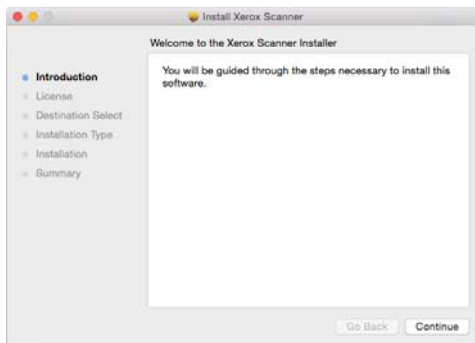 Install Xerox Scanner
Welcome to the Xerox Scanner Installer
Introduction
License
Destination Select
Installation Type
Installation
Summary
You will be guided through the steps necessary to install this
software.
Go Back
Continue